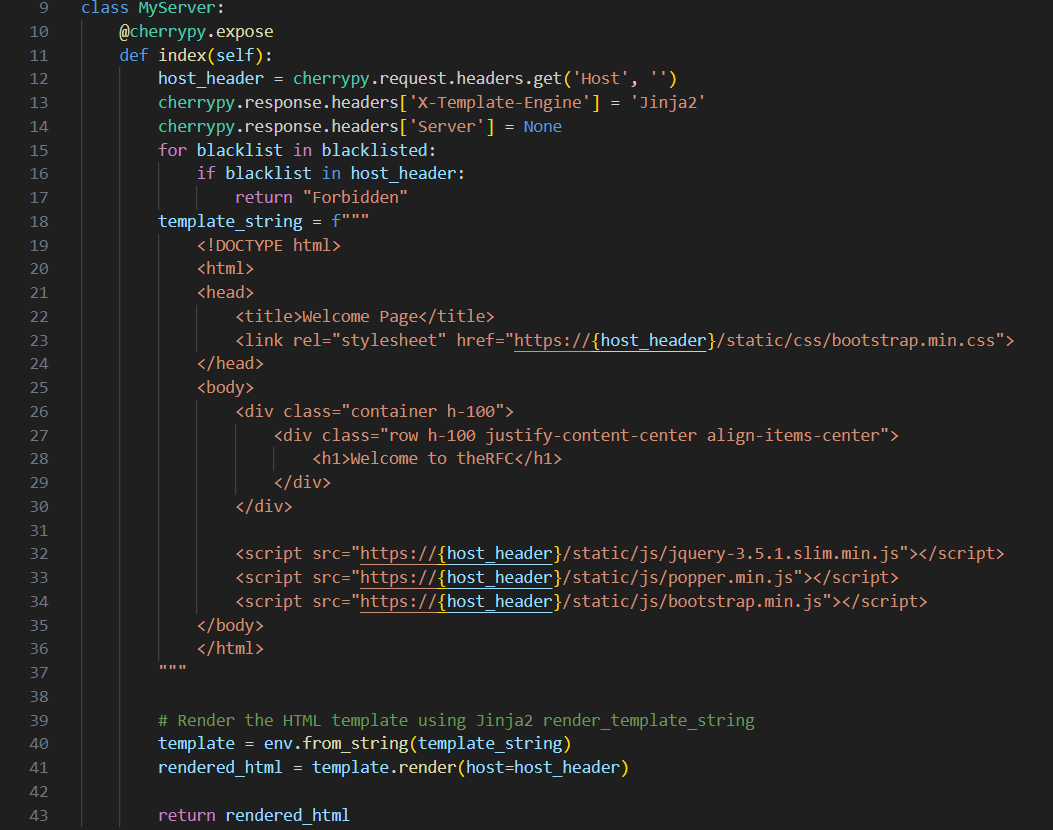 9 class MyServer:
10 @cherrypy.expose
11 def index(self):
12 host_header = cherrypy.request.headers.get('Host', '')
13 cherrypy.response.headers['X-Template-Engine'] = 'Jinja2'
14 cherrypy.response.headers['Server'] = None
15 for blacklist in blacklisted:
16 if blacklist in host_header:
17 return "Forbidden"
18 template_string = f"""
19 <!DOCTYPE html>
20 <html>
21 <head>
22 <title>Welcome Page</title>
23 <link rel="stylesheet" href="https://{host_header}/static/css/bootstrap.min.css">
24 </head>
25 <body>
26 <div class="container h-100">
27 <div class="row h-100 justify-content-center align-items-center">
28 <h1>Welcome to theRFC</h1>
29 </div>
30 </div>
31
32 <script src="https://{host_header}/static/js/jquery-3.5.1.slim.min.js"></script>
33 <script src="https://{host_header}/static/js/popper.min.js"></script>
34 <script src="https://{host_header}/static/js/bootstrap.min.js"></script>
35 </body>
36 </html>
37 """
38
39 # Render the HTML template using Jinja2 render_template_string
40 template = env.from_string(template_string)
41 rendered_html = template.render(host=host_header)
42
43 return rendered_html